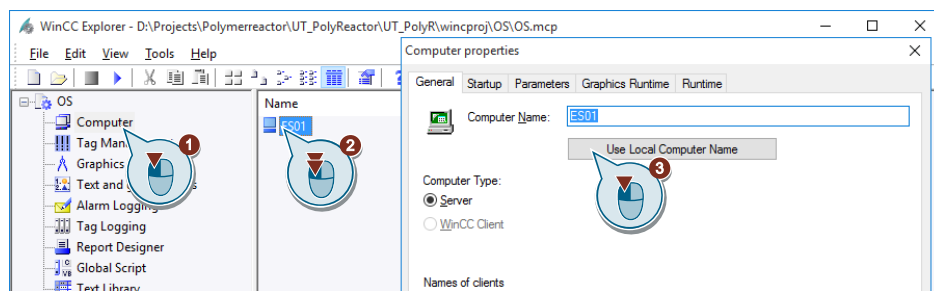 WinCC Explorer - D:\Projects\Polymerreactor\UT_PolyReactor\UT_PolyR\wincproj\OS\OS.mcp
File Edit View Tools Help
OS
Computer
Tag Man
Graphics
Text and
Alarm Logging
Tag Logging
Report Designer
Global Script
Text Library
Name
ES01
Computer properties
General Startup Parameters Graphics Runtime Runtime
Computer Name: ES01
Use Local Computer Name
Computer Type:
Server
WinCC Client
Names of clients
1
2
3